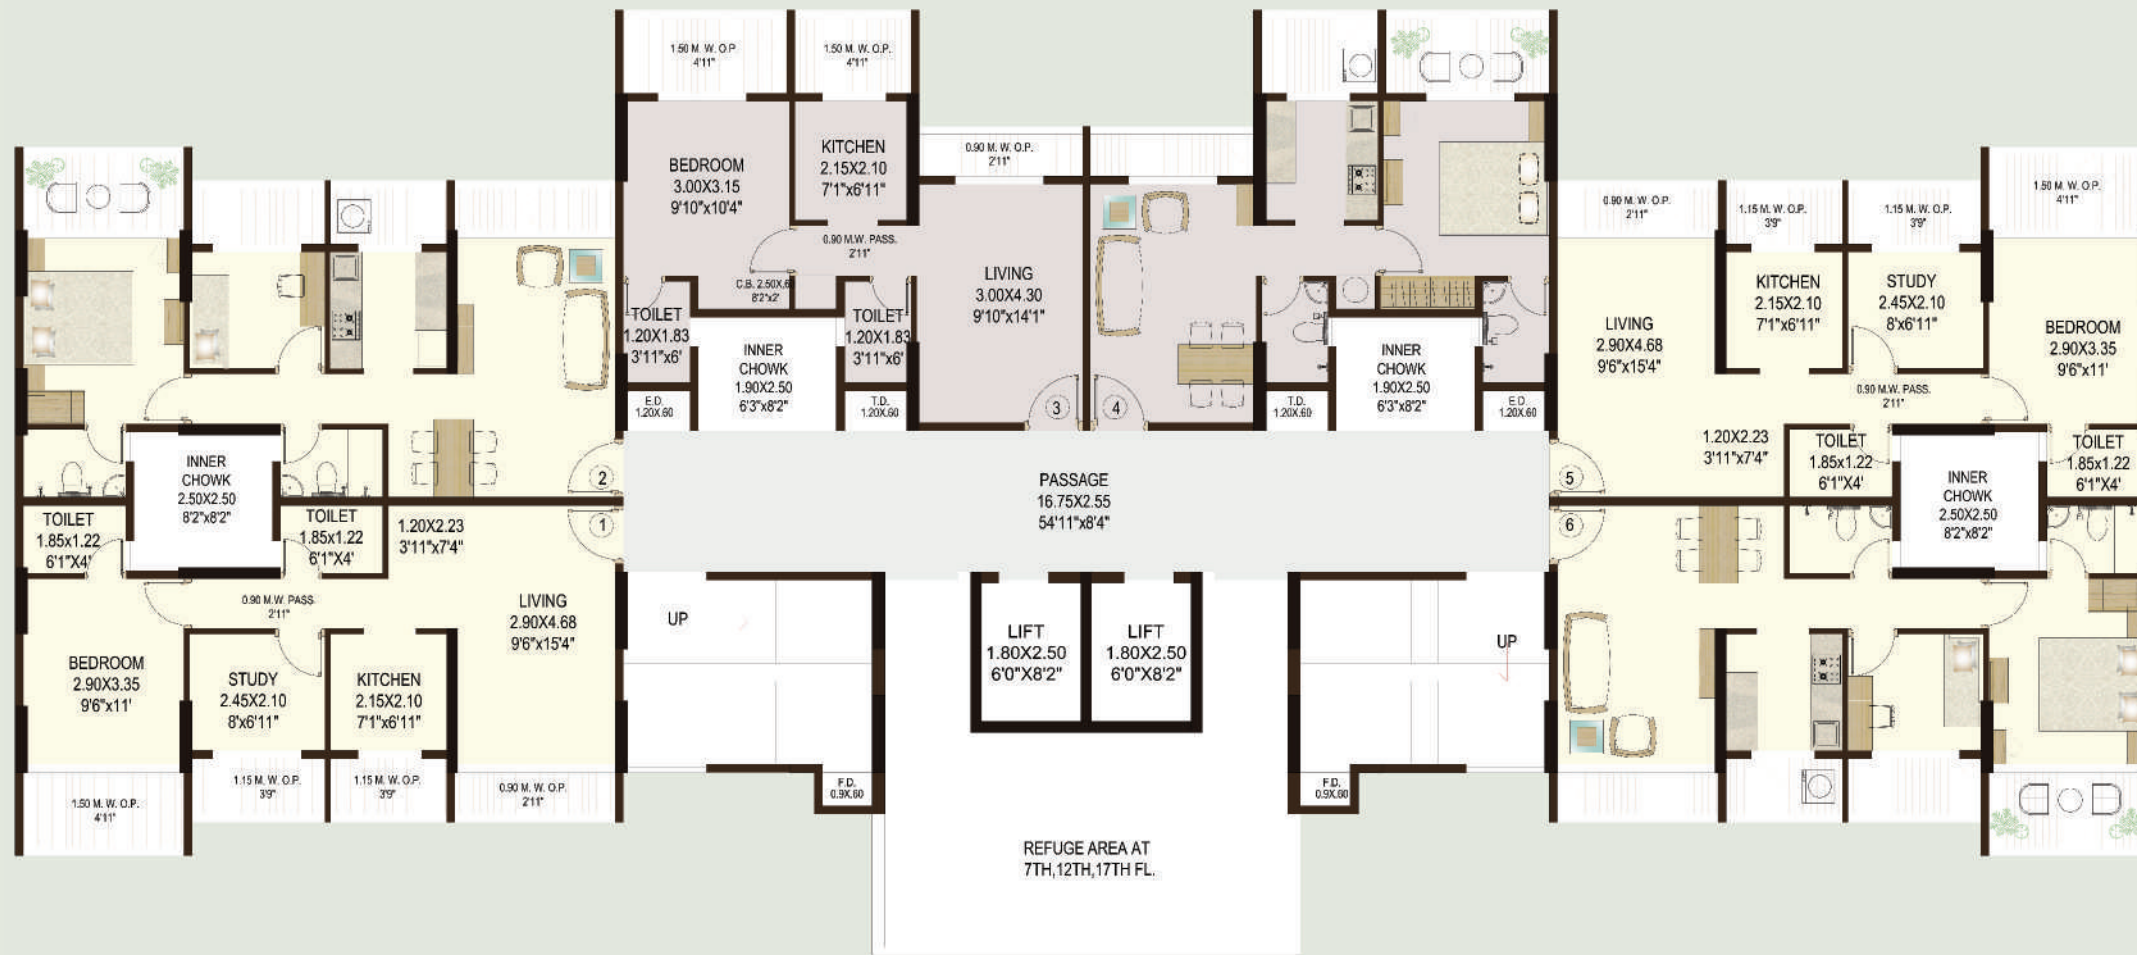 1.50 M. W. O.P
4'11"
1.50 M. W. O.P.
4'11"
BEDROOM
3.00X3.15
9'10"x10'4"
KITCHEN
2.15X2.10
7'1"x6'11"
0.90 M. W. O.P.
2'11"
0.90 M.W. PASS.
2'11"
C.B. 2.50X.6
8'2"x2'
LIVING
3.00X4.30
9'10"x14'1"
TOILET
1.20X1.83
3'11"x6'
INNER
CHOWK
1.90X2.50
6'3"x8'2"
TOILET
1.20X1.83
3'11"x6'
E.D.
1.20X.60
T.D.
1.20X.60
3
4
INNER
CHOWK
1.90X2.50
6'3"x8'2"
T.D.
1.20X.60
E.D.
1.20X.60
0.90 M. W. O.P.
2'11"
1.15 M. W. O.P.
3'9"
1.15 M. W. O.P.
3'9"
1.50 M. W. O.P.
4'11"
LIVING
2.90X4.68
9'6"x15'4"
KITCHEN
2.15X2.10
7'1"x6'11"
STUDY
2.45X2.10
8'x6'11"
BEDROOM
2.90X3.35
9'6"x11'
0.90 M.W. PASS.
2'11"
1.20X2.23
3'11"x7'4"
TOILET
1.85x1.22
6'1"X4'
INNER
CHOWK
2.50X2.50
8'2"x8'2"
TOILET
1.85x1.22
6'1"X4'
5
6
INNER
CHOWK
2.50X2.50
8'2"x8'2"
2
1
TOILET
1.85x1.22
6'1"X4'
TOILET
1.85x1.22
6'1"X4'
1.20X2.23
3'11"x7'4"
0.90 M.W. PASS.
2'11"
LIVING
2.90X4.68
9'6"x15'4"
BEDROOM
2.90X3.35
9'6"x11'
STUDY
2.45X2.10
8'x6'11"
KITCHEN
2.15X2.10
7'1"x6'11"
1.50 M. W. O.P.
4'11"
1.15 M. W. O.P.
3'9"
1.15 M. W. O.P.
3'9"
0.90 M. W. O.P.
2'11"
PASSAGE
16.75X2.55
54'11"x8'4"
UP
LIFT
1.80X2.50
6'0"X8'2"
LIFT
1.80X2.50
6'0"X8'2"
UP
F.D.
0.9X.60
F.D.
0.9X.60
REFUGE AREA AT
7TH,12TH,17TH FL.